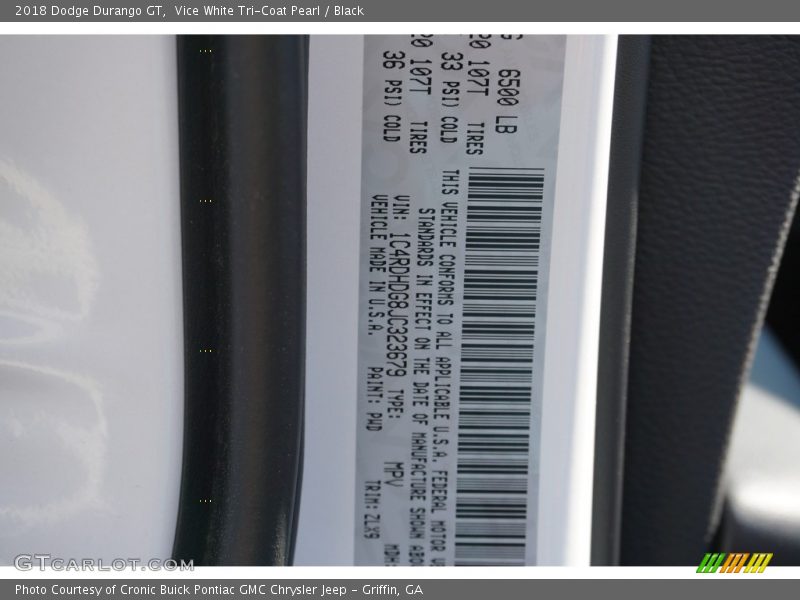 2018 Dodge Durango GT, Vice White Tri-Coat Pearl / Black
6500 LB
107T TIRES
33 PSI) COLD
107T TIRES
36 PSI) COLD
THIS VEHICLE CONFORMS TO ALL APPLICABLE U.S.A. FEDERAL MOTOR
STANDARDS IN EFFECT ON THE DATE OF MANUFACTURE SHOWN
VIN: 1C4RDHDG8JC323679 TYPE: MPV
VEHICLE MADE IN U.S.A. PAINT: PWD TRIM: ZLX9
GTcarlot.com
Photo Courtesy of Cronic Buick Pontiac GMC Chrysler Jeep - Griffin, GA